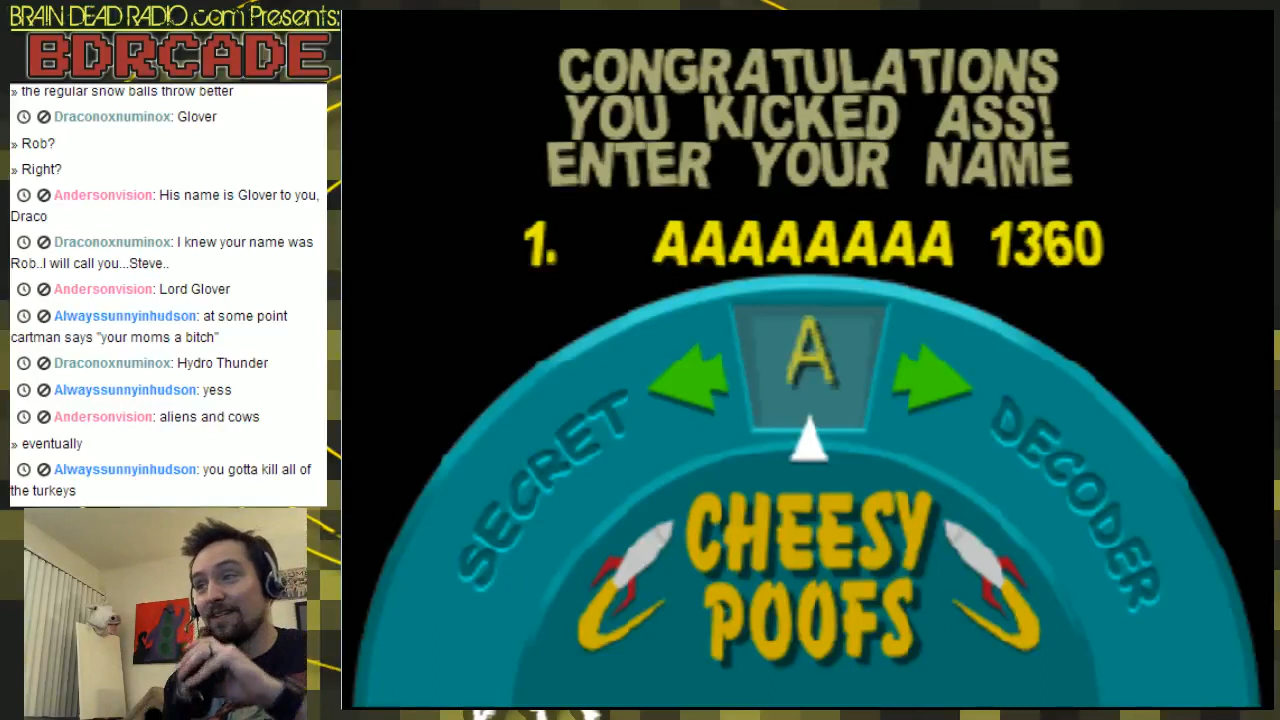 BRAIN DEAD RADIO.com Presents:
BDRCADE
» the regular snow balls throw better
Draconoxnuminox: Glover
» Rob?
» Right?
Andersonvision: His name is Glover to you,
Draco
Draconoxnuminox: I knew your name was
Rob..I will call you...Steve..
Andersonvision: Lord Glover
Alwayssunnyinhudson: at some point
cartman says "your moms a bitch"
Draconoxnuminox: Hydro Thunder
Alwayssunnyinhudson: yess
Andersonvision: aliens and cows
» eventually
Alwayssunnyinhudson: you gotta kill all of
the turkeys
CONGRATULATIONS
YOU KICKED ASS!
ENTER YOUR NAME
1. AAAAAAAA 1360
A
SECRET
DECODER
CHEESY
POOFS